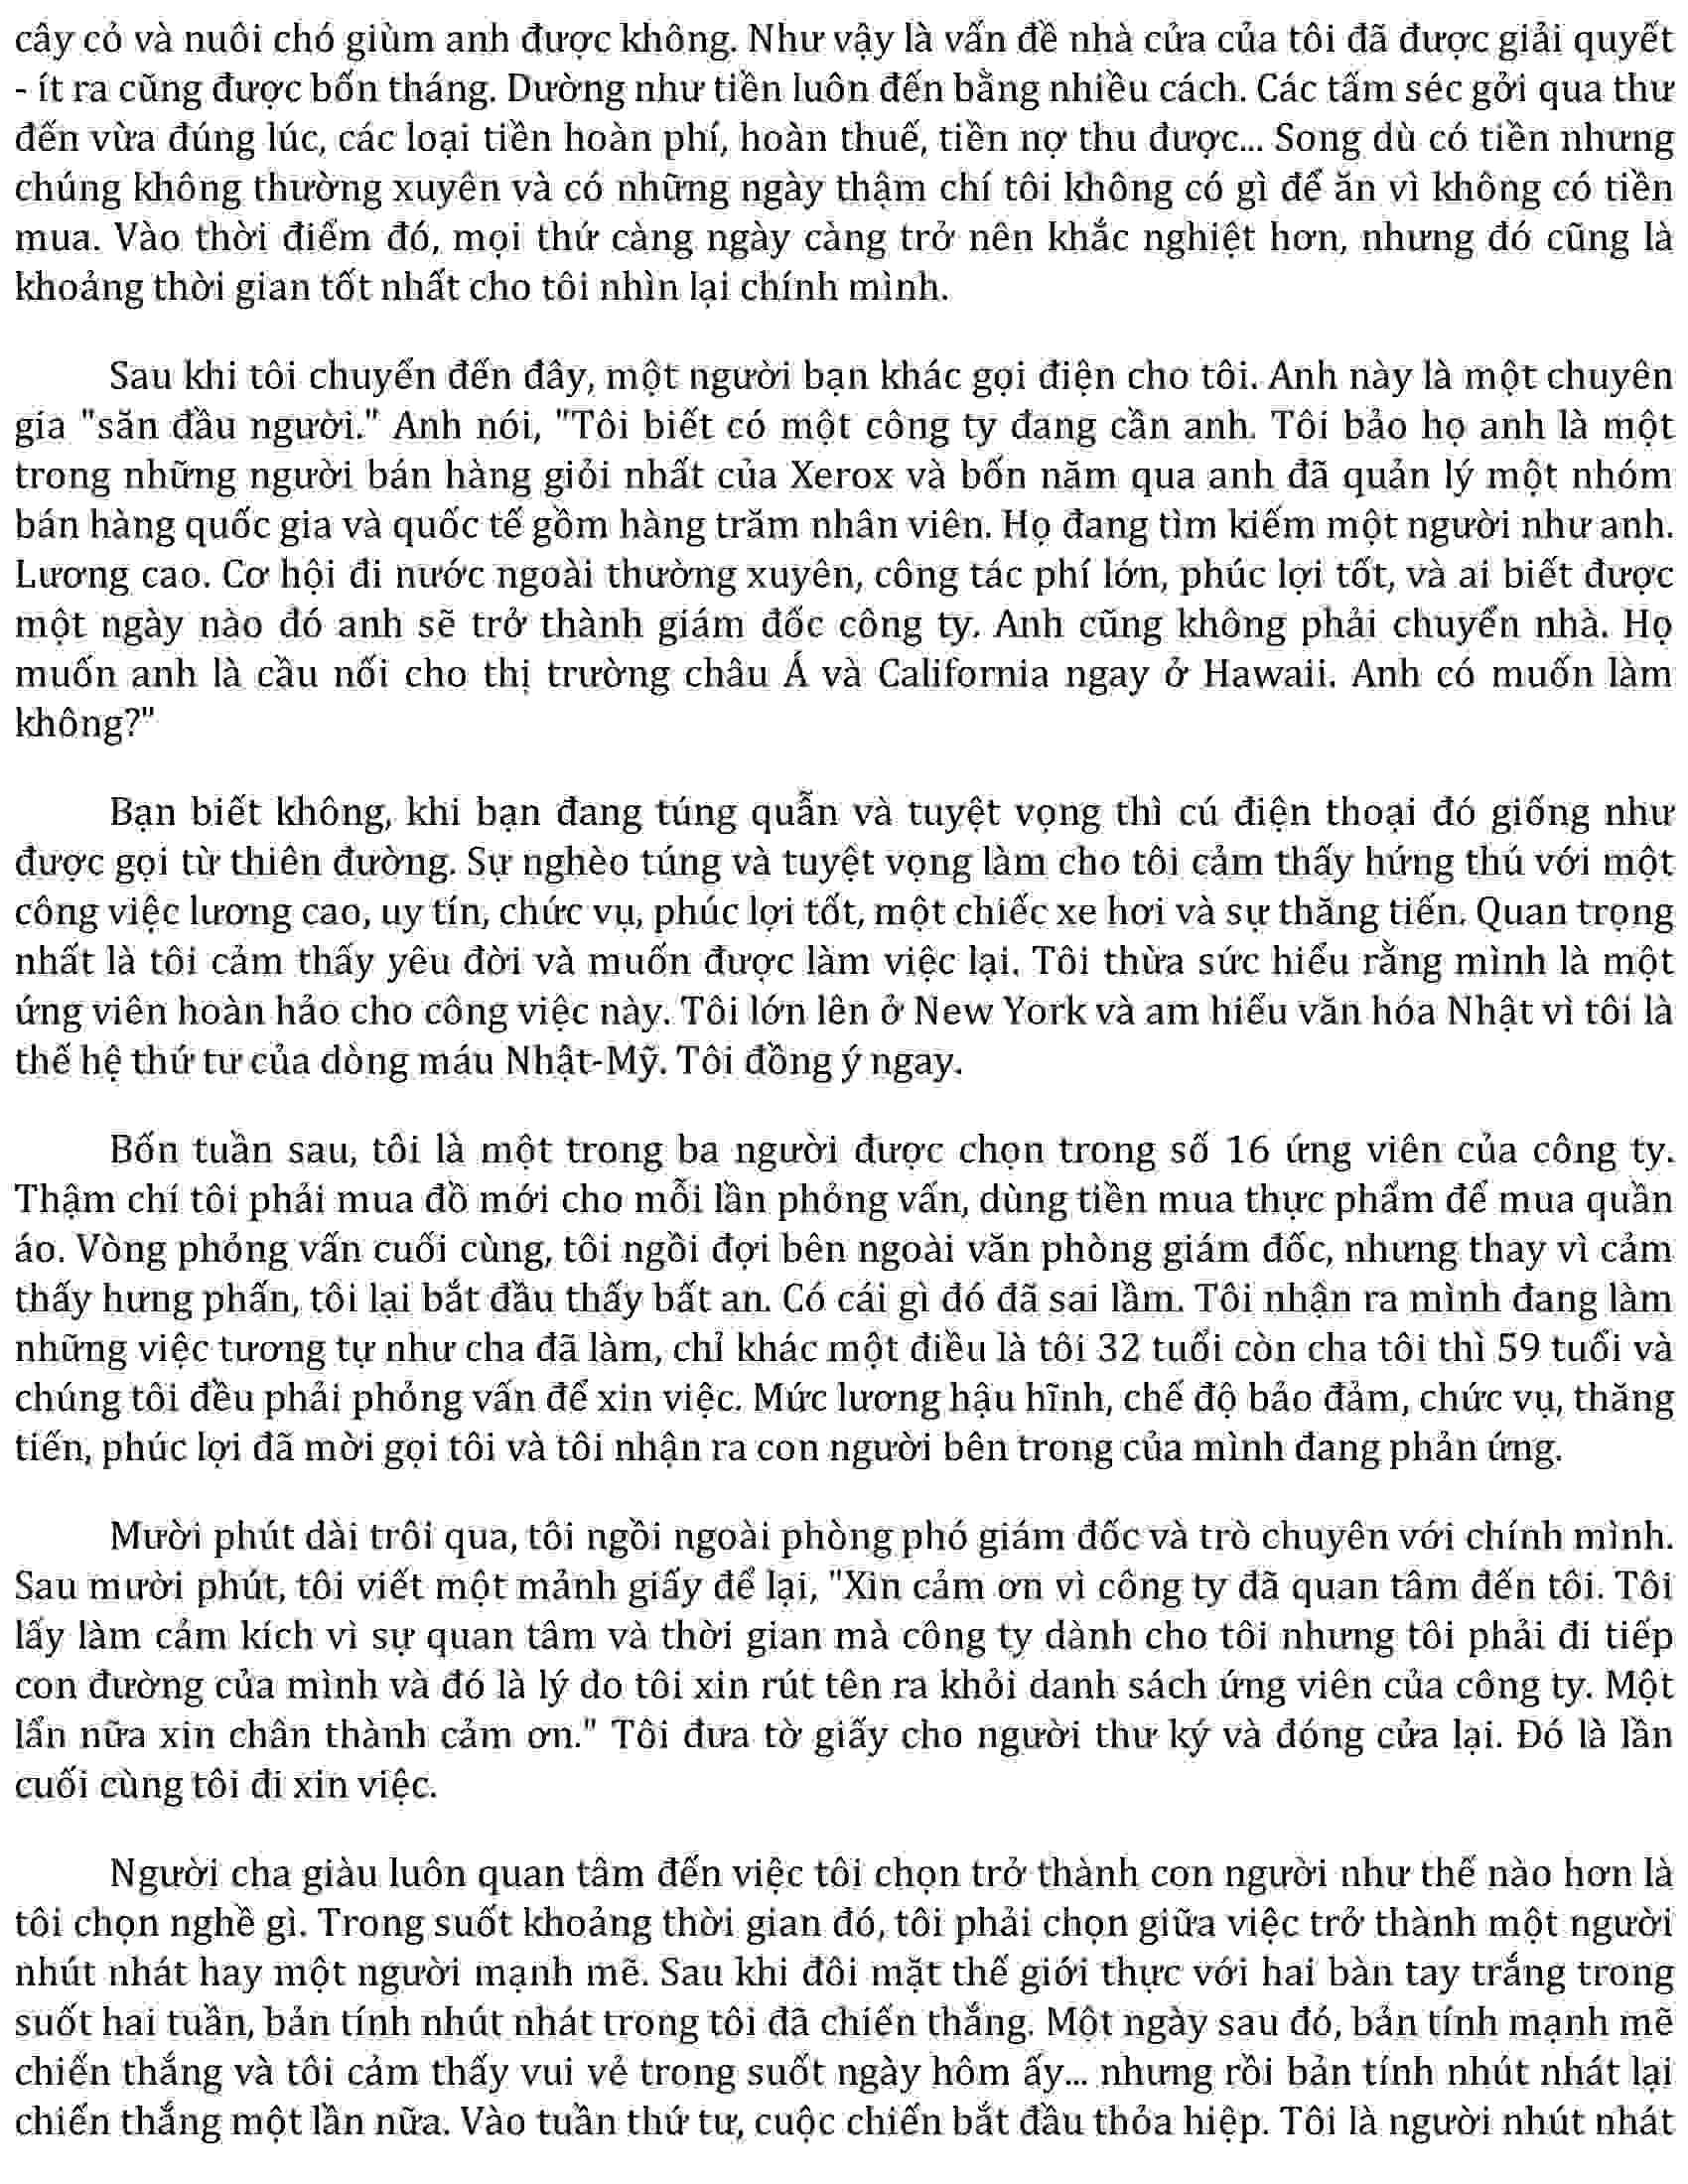 cây cỏ và nuôi chó giùm anh được không. Như vậy là vấn đề nhà cửa của tôi đã được giải quyết
- ít ra cũng được bốn tháng. Dường như tiền luôn đến bằng nhiều cách. Các tấm séc gởi qua thư
đến vừa đúng lúc, các loại tiền hoàn phí, hoàn thuế, tiền nợ thu được... Song dù có tiền nhưng
chúng không thường xuyên và có những ngày thậm chí tôi không có gì để ăn vì không có tiền
mua. Vào thời điểm đó, mọi thứ càng ngày càng trở nên khắc nghiệt hơn, nhưng đó cũng là
khoảng thời gian tốt nhất cho tôi nhìn lại chính mình.
Sau khi tôi chuyển đến đây, một người bạn khác gọi điện cho tôi. Anh này là một chuyên
gia "săn đầu người." Anh nói, "Tôi biết có một công ty đang cần anh. Tôi bảo họ anh là một
trong những người bán hàng giỏi nhất của Xerox và bốn năm qua anh đã quản lý một nhóm
bán hàng quốc gia và quốc tế gồm hàng trăm nhân viên. Họ đang tìm kiếm một người như anh.
Lương cao. Cơ hội đi nước ngoài thường xuyên, công tác phí lớn, phúc lợi tốt, và ai biết được
một ngày nào đó anh sẽ trở thành giám đốc công ty. Anh cũng không phải chuyển nhà. Họ
muốn anh là cầu nối cho thị trường châu Á và California ngay ở Hawaii. Anh có muốn làm
không?"
Bạn biết không, khi bạn đang túng quẫn và tuyệt vọng thì cú điện thoại đó giống như
được gọi từ thiên đường. Sự nghèo túng và tuyệt vọng làm cho tôi cảm thấy hứng thú với một
công việc lương cao, uy tín, chức vụ, phúc lợi tốt, một chiếc xe hơi và sự thăng tiến. Quan trọng
nhất là tôi cảm thấy yêu đời và muốn được làm việc lại. Tôi thừa sức hiểu rằng mình là một
ứng viên hoàn hảo cho công việc này. Tôi lớn lên ở New York và am hiểu văn hóa Nhật vì tôi là
thế hệ thứ tư của dòng máu Nhật-Mỹ. Tôi đồng ý ngay.
Bốn tuần sau, tôi là một trong ba người được chọn trong số 16 ứng viên của công ty.
Thậm chí tôi phải mua đồ mới cho mỗi lần phỏng vấn, dùng tiền mua thực phẩm để mua quần
áo. Vòng phỏng vấn cuối cùng, tôi ngồi đợi bên ngoài văn phòng giám đốc, nhưng thay vì cảm
thấy hưng phấn, tôi lại bắt đầu thấy bất an. Có cái gì đó đã sai lầm. Tôi nhận ra mình đang làm
những việc tương tự như cha đã làm, chỉ khác một điều là tôi 32 tuổi còn cha tôi thì 59 tuổi và
chúng tôi đều phải phỏng vấn để xin việc. Mức lương hậu hĩnh, chế độ bảo đảm, chức vụ, thăng
tiến, phúc lợi đã mời gọi tôi và tôi nhận ra con người bên trong của mình đang phản ứng.
Mười phút dài trôi qua, tôi ngồi ngoài phòng phó giám đốc và trò chuyện với chính mình.
Sau mười phút, tôi viết một mảnh giấy để lại, "Xin cảm ơn vì công ty đã quan tâm đến tôi. Tôi
lấy làm cảm kích vì sự quan tâm và thời gian mà công ty dành cho tôi nhưng tôi phải đi tiếp
con đường của mình và đó là lý do tôi xin rút tên ra khỏi danh sách ứng viên của công ty. Một
lẩn nữa xin chân thành cảm ơn." Tôi đưa tờ giấy cho người thư ký và đóng cửa lại. Đó là lần
cuối cùng tôi đi xin việc.
Người cha giàu luôn quan tâm đến việc tôi chọn trở thành con người như thế nào hơn là
tôi chọn nghề gì. Trong suốt khoảng thời gian đó, tôi phải chọn giữa việc trở thành một người
nhút nhát hay một người mạnh mẽ. Sau khi đôi mặt thế giới thực với hai bàn tay trắng trong
suốt hai tuần, bản tính nhút nhát trong tôi đã chiến thắng. Một ngày sau đó, bản tính mạnh mẽ
chiến thắng và tôi cảm thấy vui vẻ trong suốt ngày hôm ấy... nhưng rồi bản tính nhút nhát lại
chiến thắng một lần nữa. Vào tuần thứ tư, cuộc chiến bắt đầu thỏa hiệp. Tôi là người nhút nhát